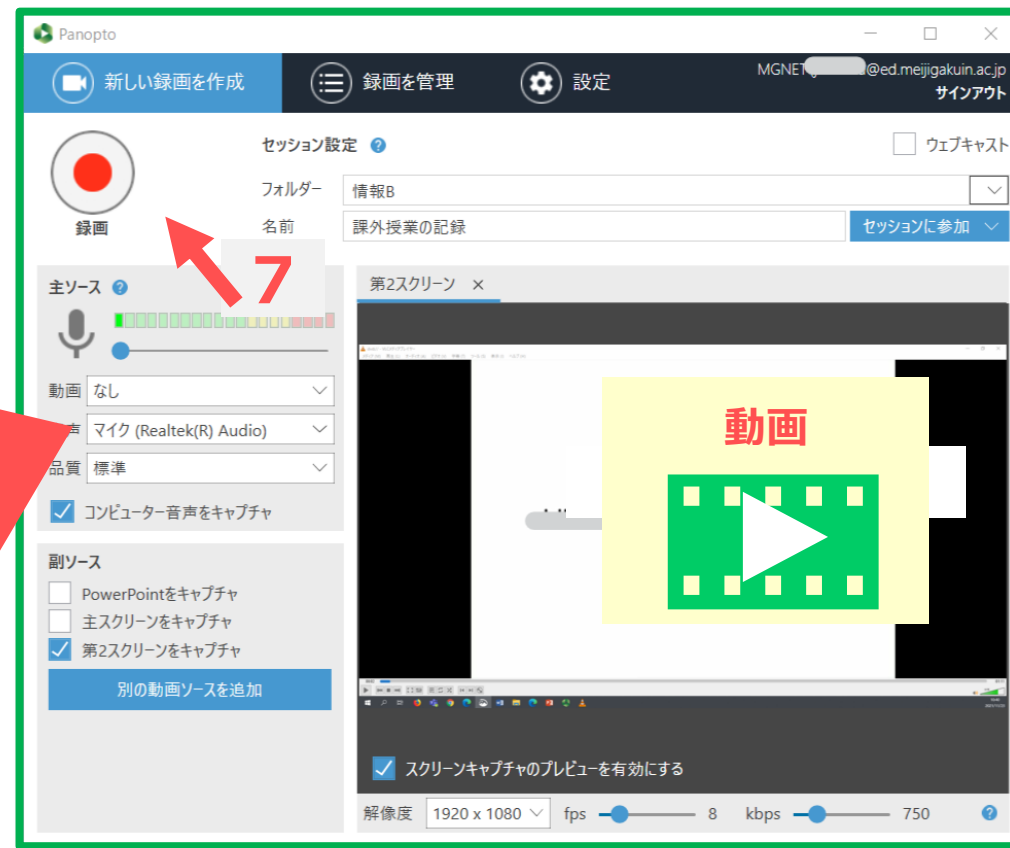 Panopto
新しい録画を作成 録画を管理 設定 MGNET @ed.meijigakuin.ac.jp
サインアウト
セッション設定 ウェブキャスト
フォルダー 情報B
録画 名前 課外授業の記録 セッションに参加
7
主ソース 第2スクリーン ×
動画 なし
声 マイク (Realtek(R) Audio)
品質 標準
コンピューター音声をキャプチャ
動画
副ソース
PowerPointをキャプチャ
主スクリーンをキャプチャ
第2スクリーンをキャプチャ
別の動画ソースを追加
スクリーンキャプチャのプレビューを有効にする
解像度 1920 x 1080 fps 8 kbps 750